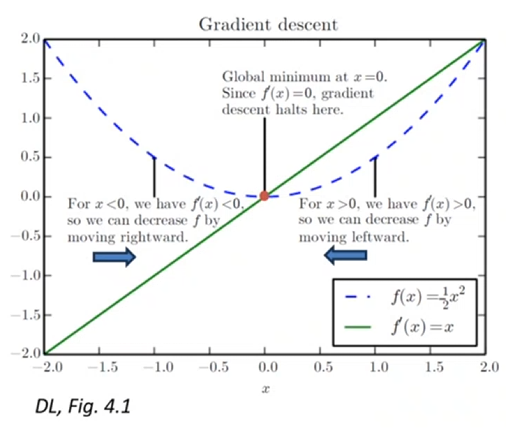 Gradient descent
2.0
1.5
1.0
0.5
0.0
−0.5
−1.0
−1.5
−2.0
Global minimum at x=0.
Since f′(x)=0, gradient
descent halts here.
For x<0, we have f′(x)<0,
so we can decrease f by
moving rightward.
For x>0, we have f′(x)>0,
so we can decrease f by
moving leftward.
f(x)=½x²
f′(x)=x
−2.0 −1.5 −1.0 −0.5 0.0 0.5 1.0 1.5 2.0
x
DL, Fig. 4.1